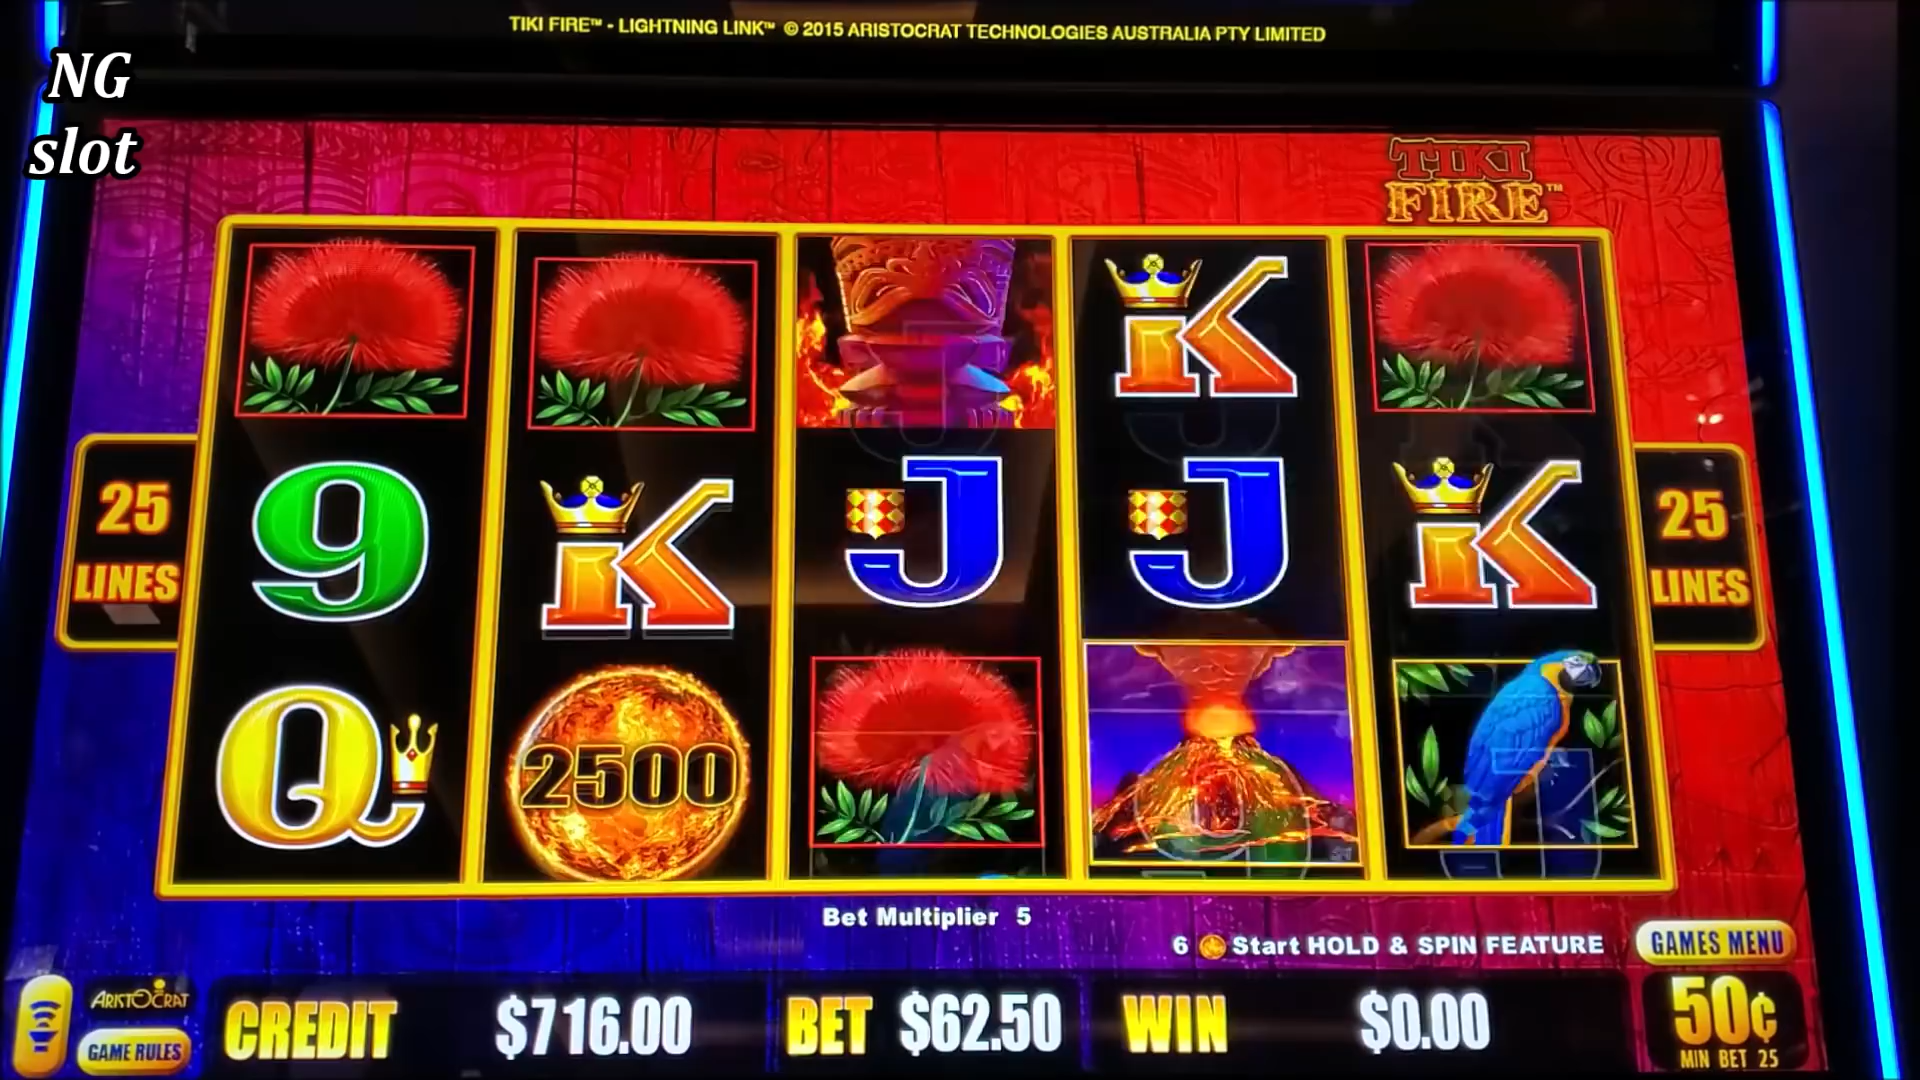 TIKI FIRE™ - LIGHTNING LINK™ © 2015 ARISTOCRAT TECHNOLOGIES AUSTRALIA PTY LIMITED
NG
slot
TIKI
FIRE™
K
25
LINES
9
K
J
J
K
25
LINES
Q
2500
Bet Multiplier 5
6 Start HOLD & SPIN FEATURE
GAMES MENU
ARISTOCRAT
GAME RULES
CREDIT $716.00
BET $62.50
WIN $0.00
50¢
MIN BET 25